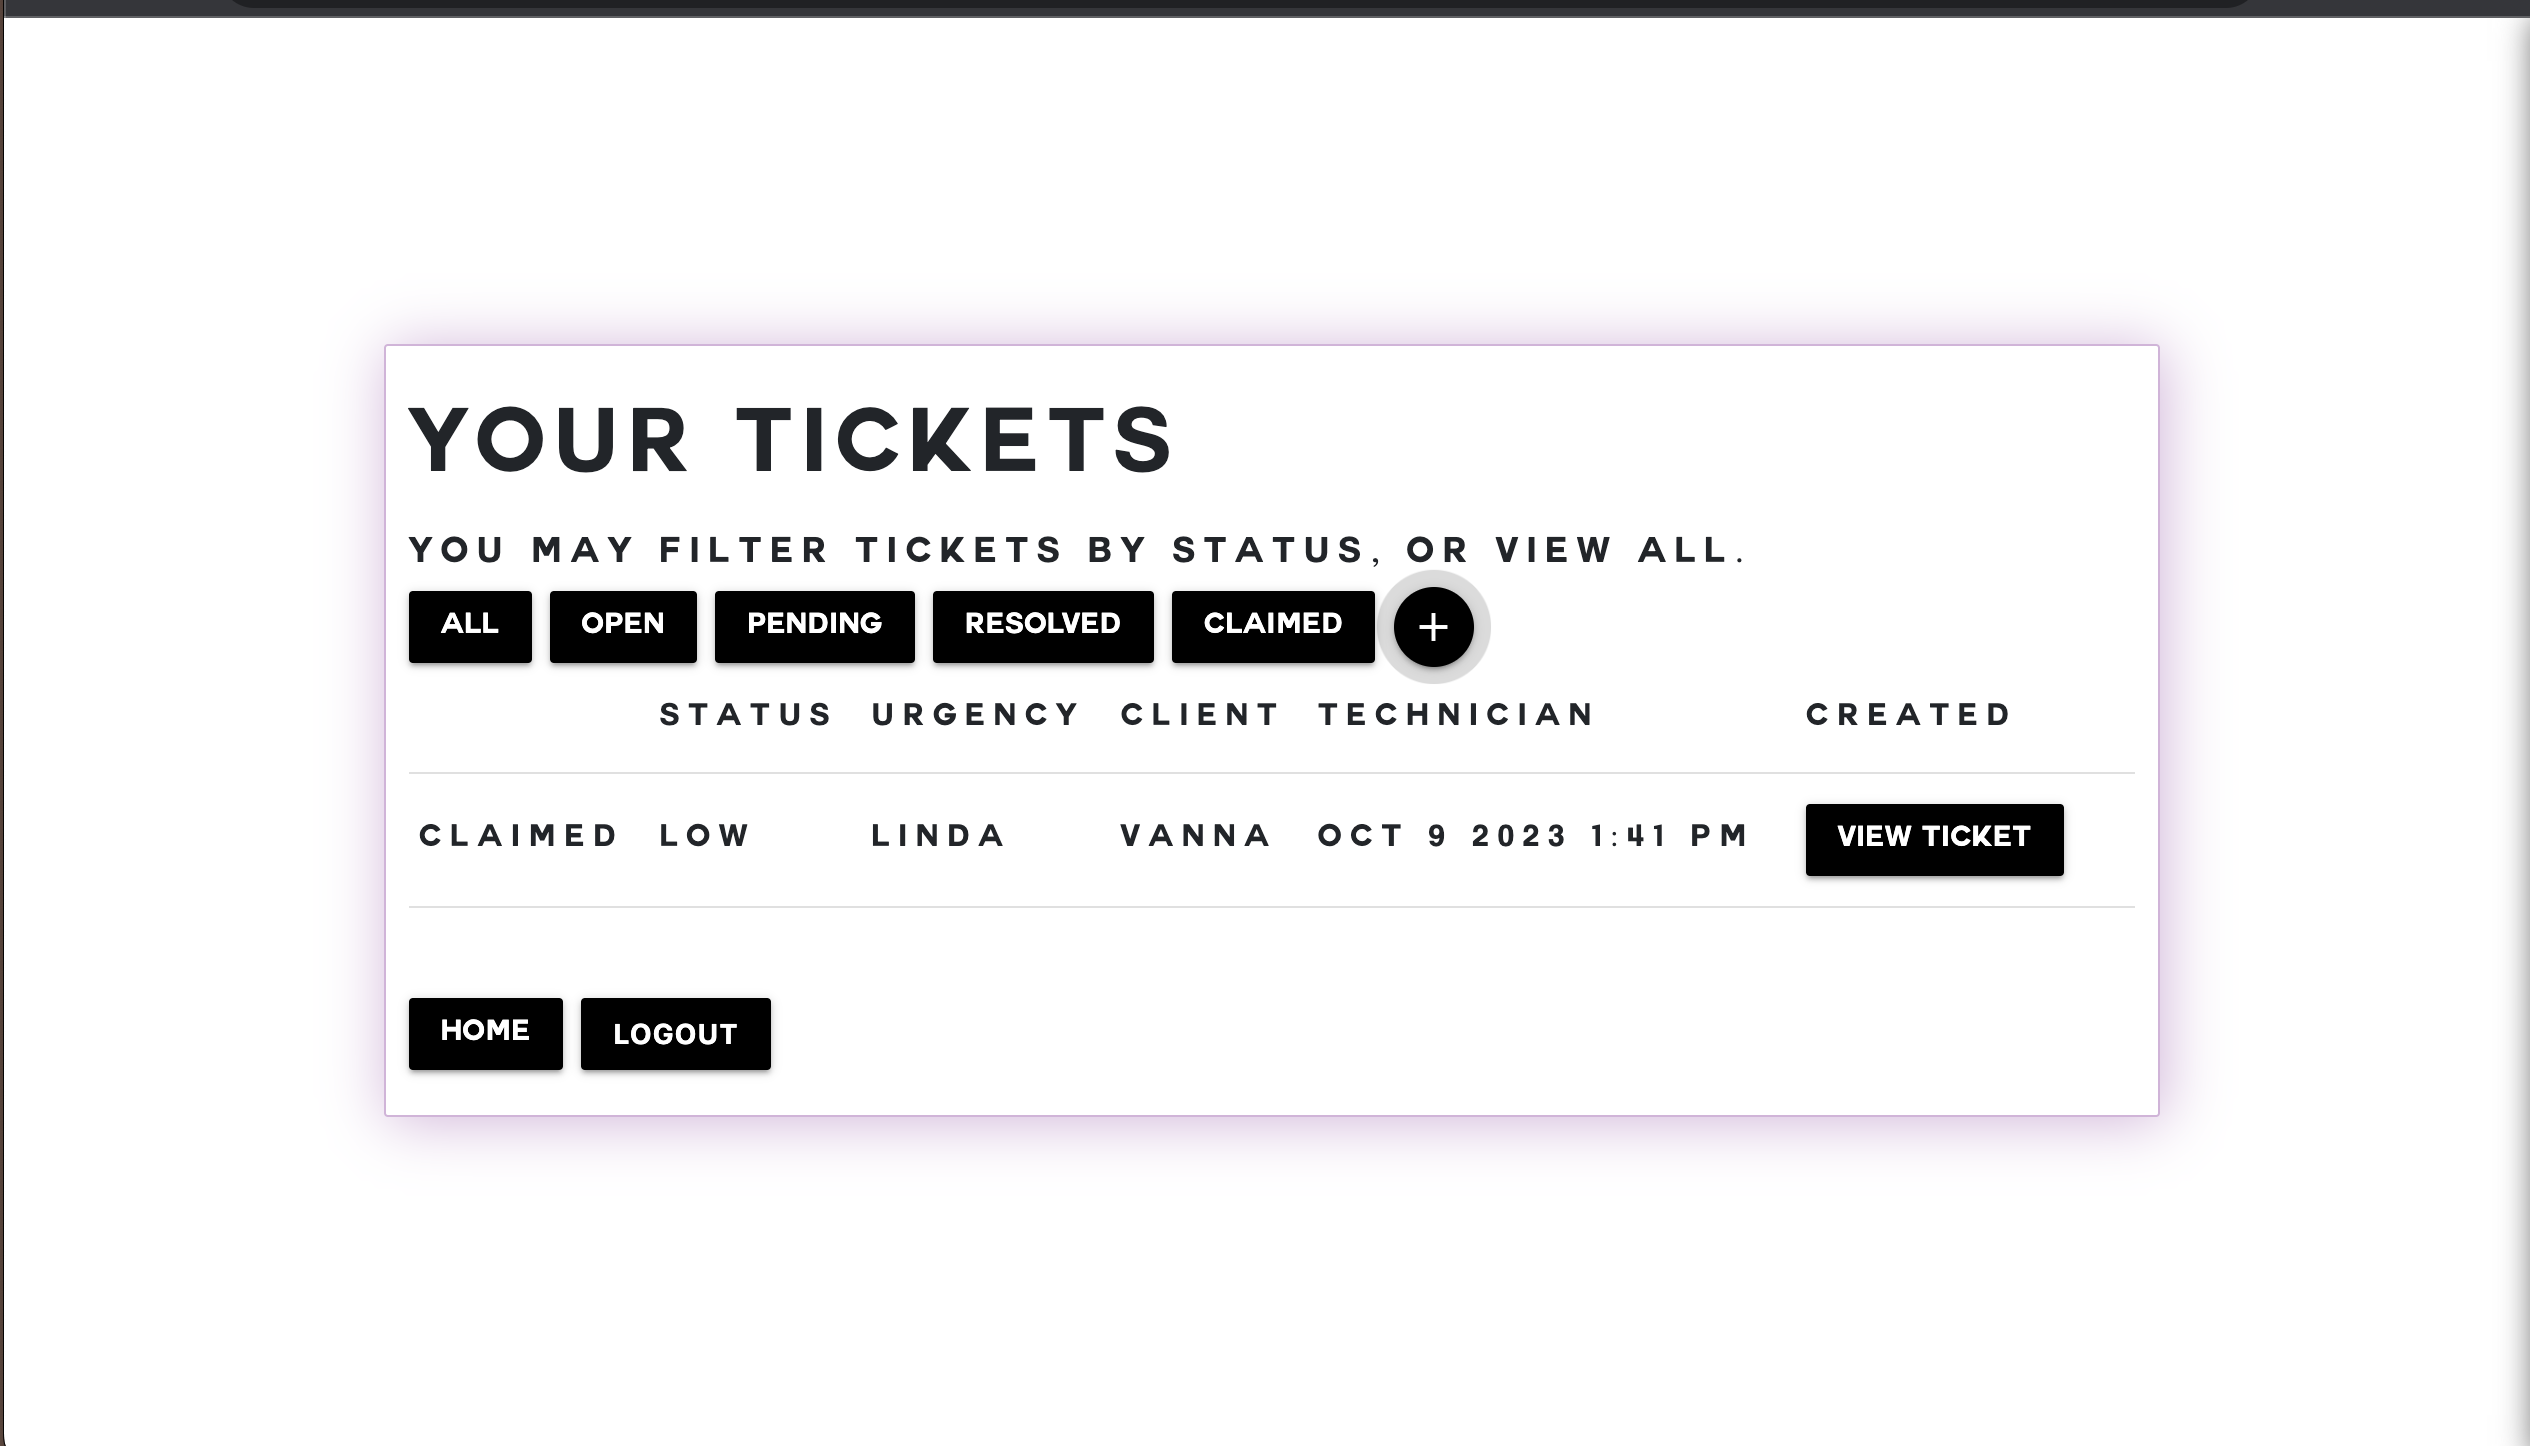 YOUR TICKETS
YOU MAY FILTER TICKETS BY STATUS, OR VIEW ALL.
ALL OPEN PENDING RESOLVED CLAIMED +
STATUS URGENCY CLIENT TECHNICIAN CREATED
CLAIMED LOW LINDA VANNA OCT 9 2023 1:41 PM VIEW TICKET
HOME LOGOUT